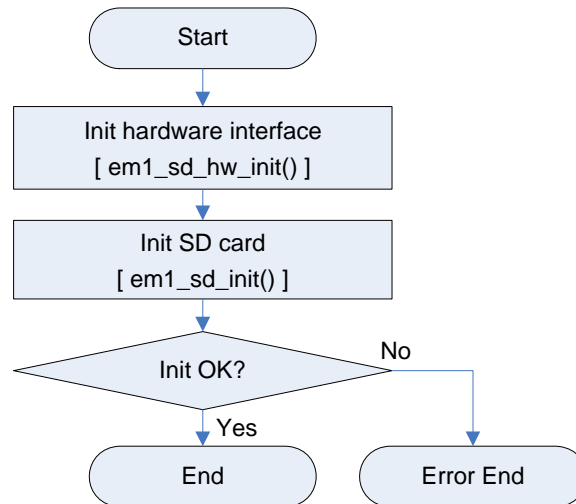 Start
Init hardware interface
[ em1_sd_hw_init() ]
Init SD card
[ em1_sd_init() ]
Init OK?
No
Yes
End
Error End